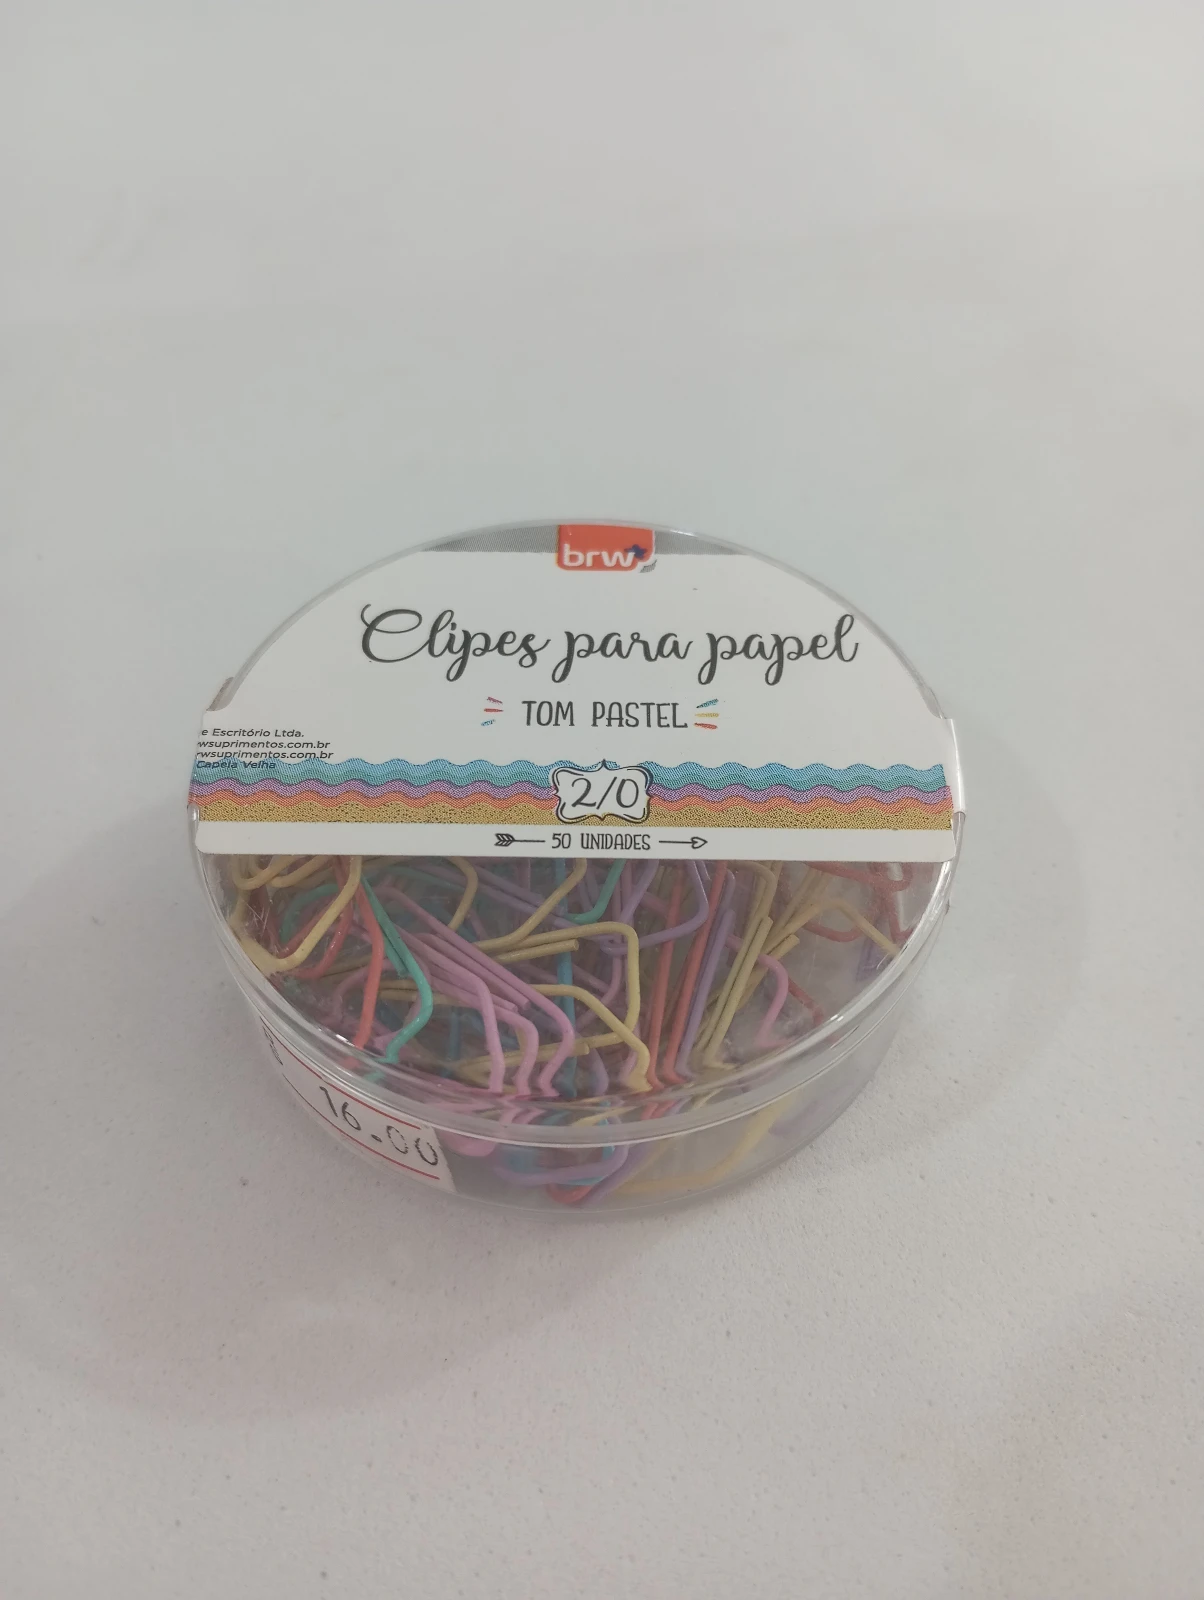 brw
Clipes para papel
TOM PASTEL
e Escritório Ltda.
wsuprimentos.com.br
rwsuprimentos.com.br
Capela Velha
2/0
50 UNIDADES
16.00